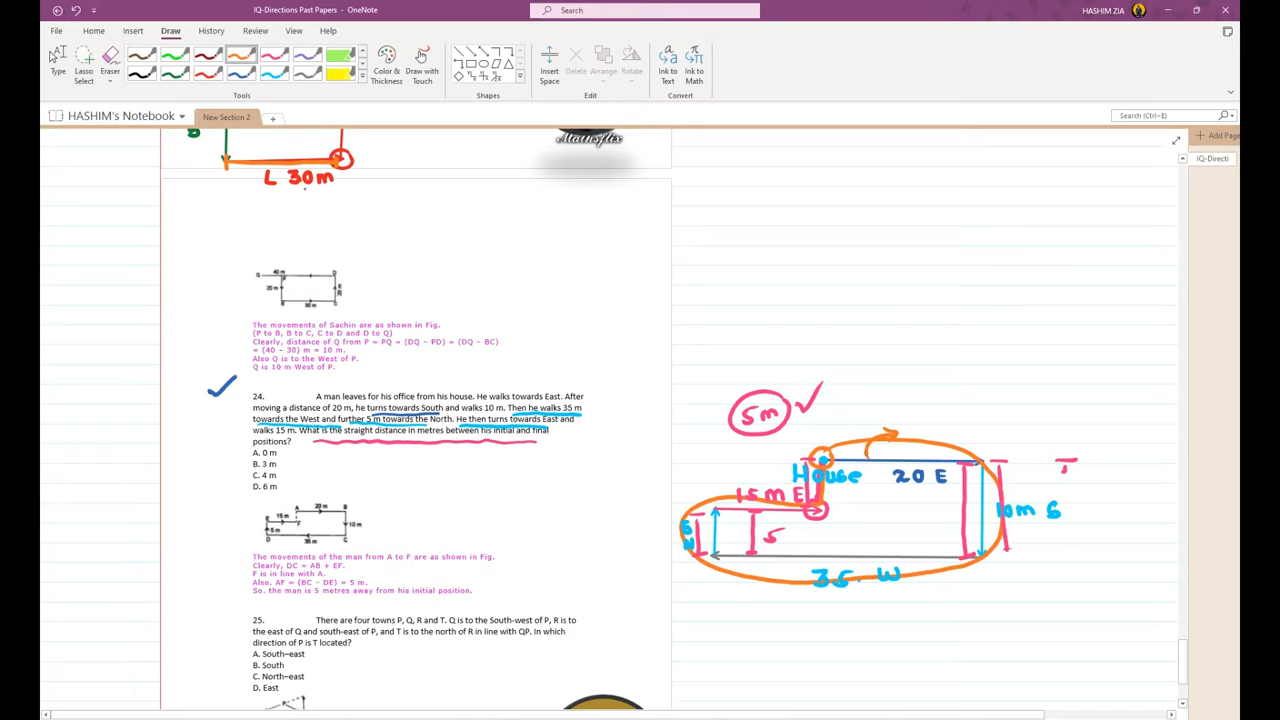 IQ-Directions Past Papers - OneNote
Search
HASHIM ZIA
File Home Insert Draw History Review View Help
Type Lasso Select Eraser Color & Thickness Draw with Touch Insert Space Delete Arrange Rotate Ink to Text Ink to Math
Tools Shapes Edit Convert
HASHIM's Notebook
New Section 2
Search (Ctrl+E)
Add Page
IQ-Directi
Mathsflix
L 30m
Q 40 m P D
20 m E 20
B 30 m C
The movements of Sachin are as shown in Fig.
(P to B, B to C, C to D and D to Q)
Clearly, distance of Q from P = PQ = (DQ – PD) = (DQ – BC)
= (40 – 30) m = 10 m.
Also Q is to the West of P.
Q is 10 m West of P.
24. A man leaves for his office from his house. He walks towards East. After
moving a distance of 20 m, he turns towards South and walks 10 m. Then he walks 35 m
towards the West and further 5 m towards the North. He then turns towards East and
walks 15 m. What is the straight distance in metres between his initial and final
positions?
A. 0 m
B. 3 m
C. 4 m
D. 6 m
5m
House 20 E
15 m E
10m S
5
35. W
A 20 m B
15 m
E F 10 m
5 m
D 35 m C
The movements of the man from A to F are as shown in Fig.
Clearly, DC = AB + EF.
F is in line with A.
Also. AF = (BC – DE) = 5 m.
So. the man is 5 metres away from his initial position.
25. There are four towns P, Q, R and T. Q is to the South-west of P, R is to
the east of Q and south-east of P, and T is to the north of R in line with QP. In which
direction of P is T located?
A. South–east
B. South
C. North–east
D. East